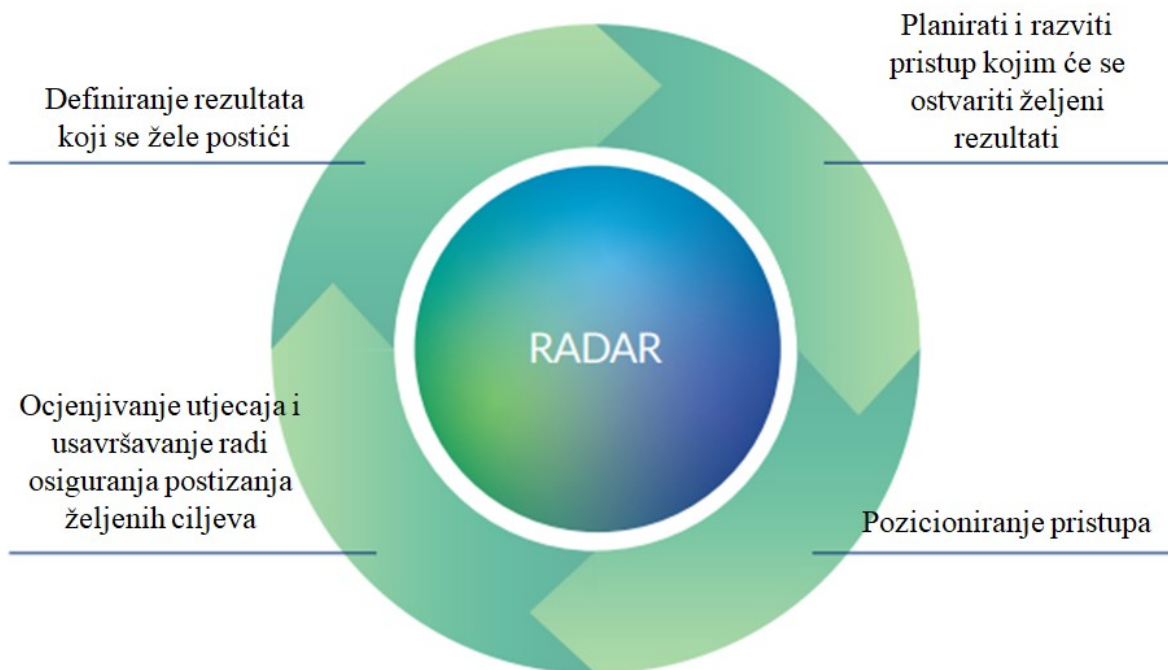 Definiranje rezultata
koji se žele postići
Planirati i razviti
pristup kojim će se
ostvariti željeni
rezultati
RADAR
Ocjenjivanje utjecaja i
usavršavanje radi
osiguranja postizanja
željenih ciljeva
Pozicioniranje pristupa